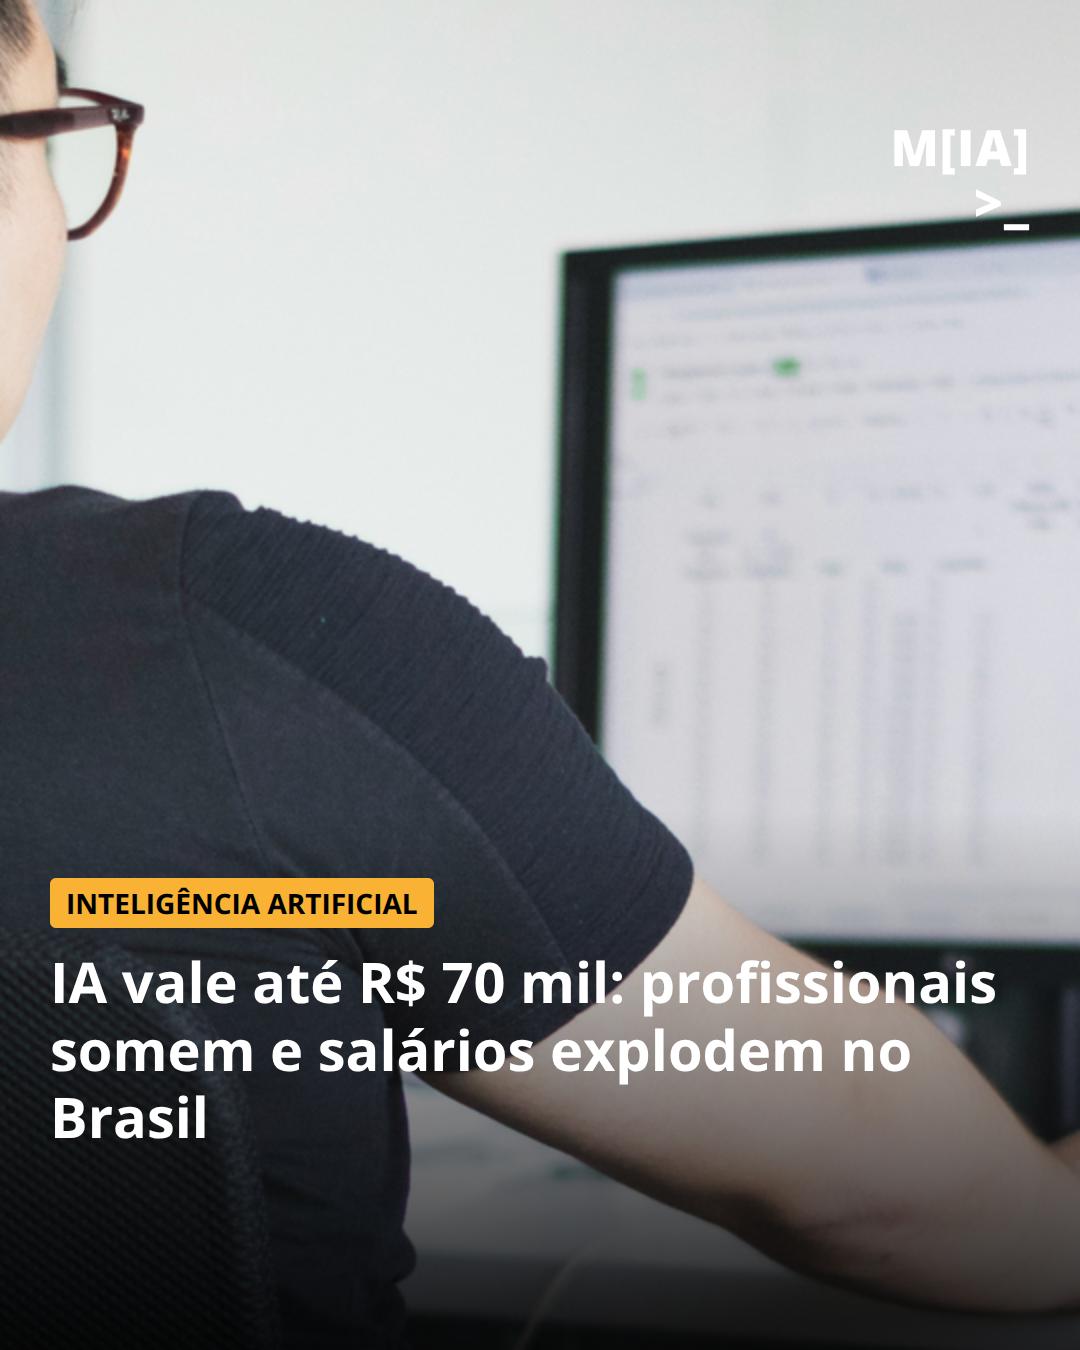 M[IA]
>_
INTELIGÊNCIA ARTIFICIAL
IA vale até R$ 70 mil: profissionais
somem e salários explodem no
Brasil